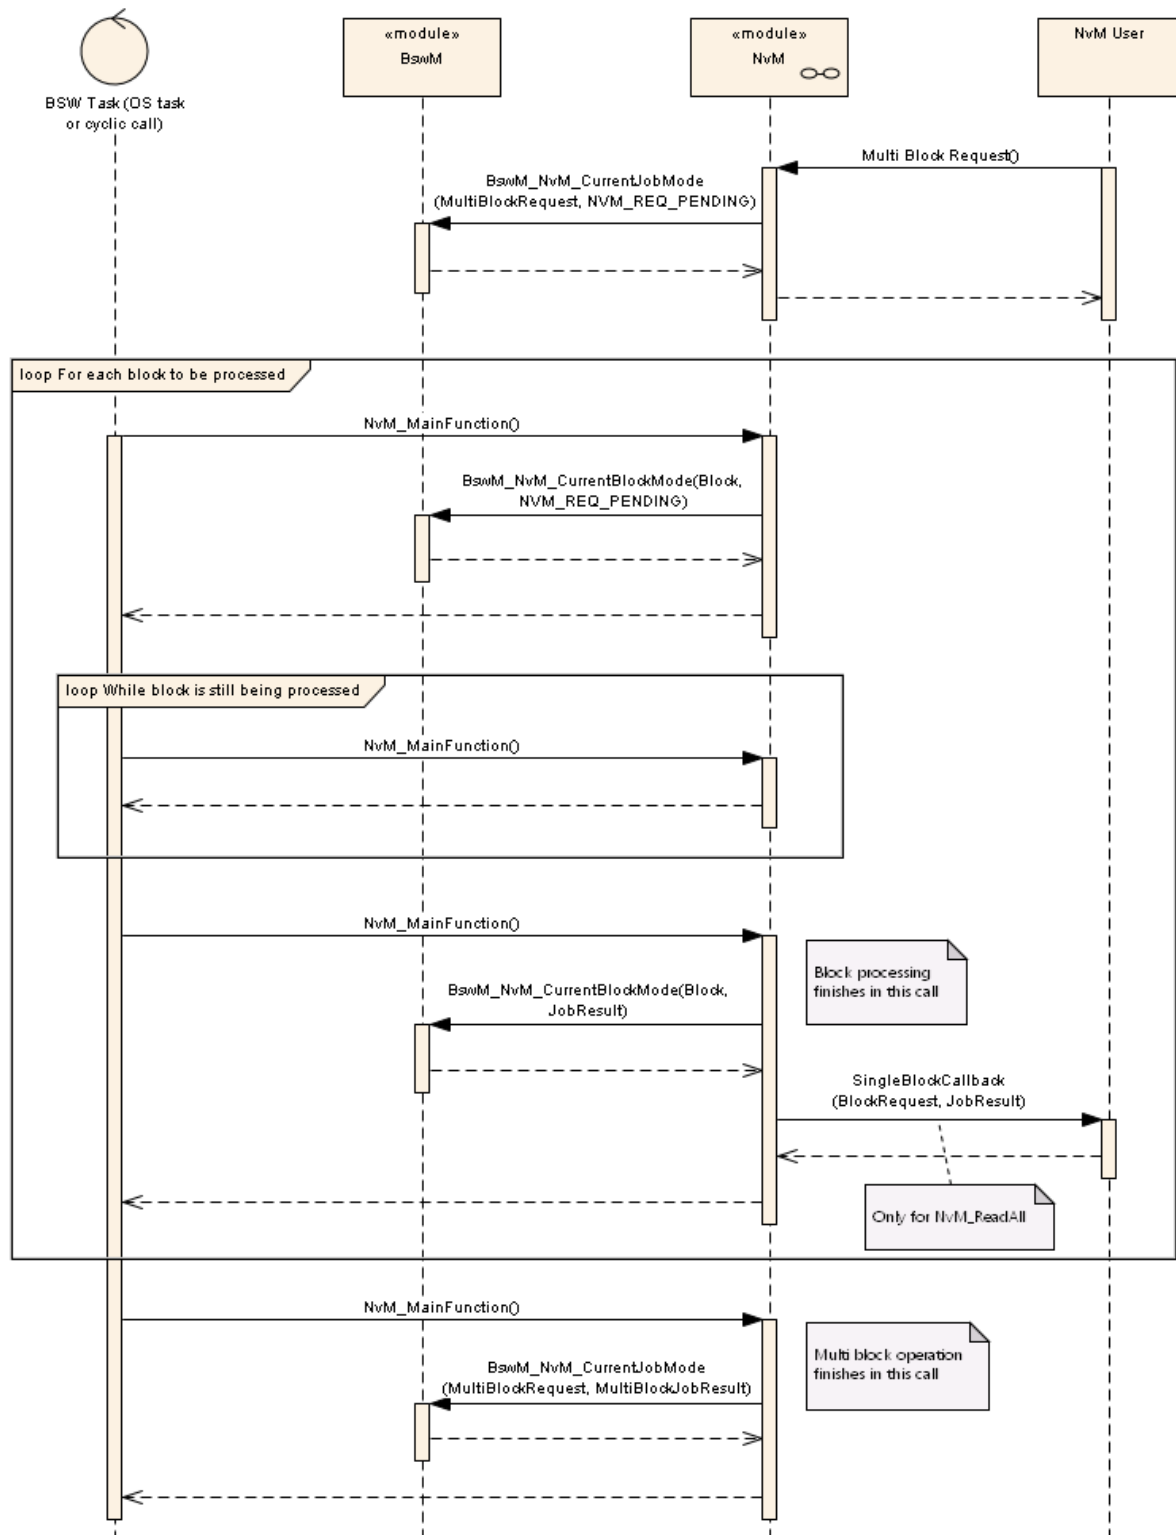 «module»
BswM
«module»
NvM
NvM User
BSW Task (OS task
or cyclic call)
Multi Block Request()
BswM_NvM_CurrentJobMode
(MultiBlockRequest, NVM_REQ_PENDING)
loop For each block to be processed
NvM_MainFunction()
BswM_NvM_CurrentBlockMode(Block,
NVM_REQ_PENDING)
loop While block is still being processed
NvM_MainFunction()
NvM_MainFunction()
Block processing
finishes in this call
BswM_NvM_CurrentBlockMode(Block,
JobResult)
SingleBlockCallback
(BlockRequest, JobResult)
Only for NvM_ReadAll
NvM_MainFunction()
Multi block operation
finishes in this call
BswM_NvM_CurrentJobMode
(MultiBlockRequest, MultiBlockJobResult)